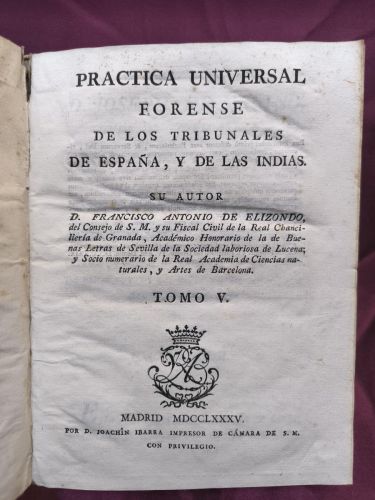 PRACTICA UNIVERSAL
FORENSE
DE LOS TRIBUNALES
DE ESPAÑA, Y DE LAS INDIAS.
SU AUTOR
D. FRANCISCO ANTONIO DE ELIZONDO,
del Consejo de S. M. y su Fiscal Civil de la Real Chanci-
llería de Granada, Académico Honorario de la de Bue-
nas Letras de Sevilla de la Sociedad laboriosa de Lucena;
y Socio numerario de la Real Academia de Ciencias na-
turales, y Artes de Barcelona.
TOMO V.
MADRID MDCCLXXXV.
POR D. JOACHÎN IBARRA IMPRESOR DE CÁMARA DE S. M.
CON PRIVILEGIO.